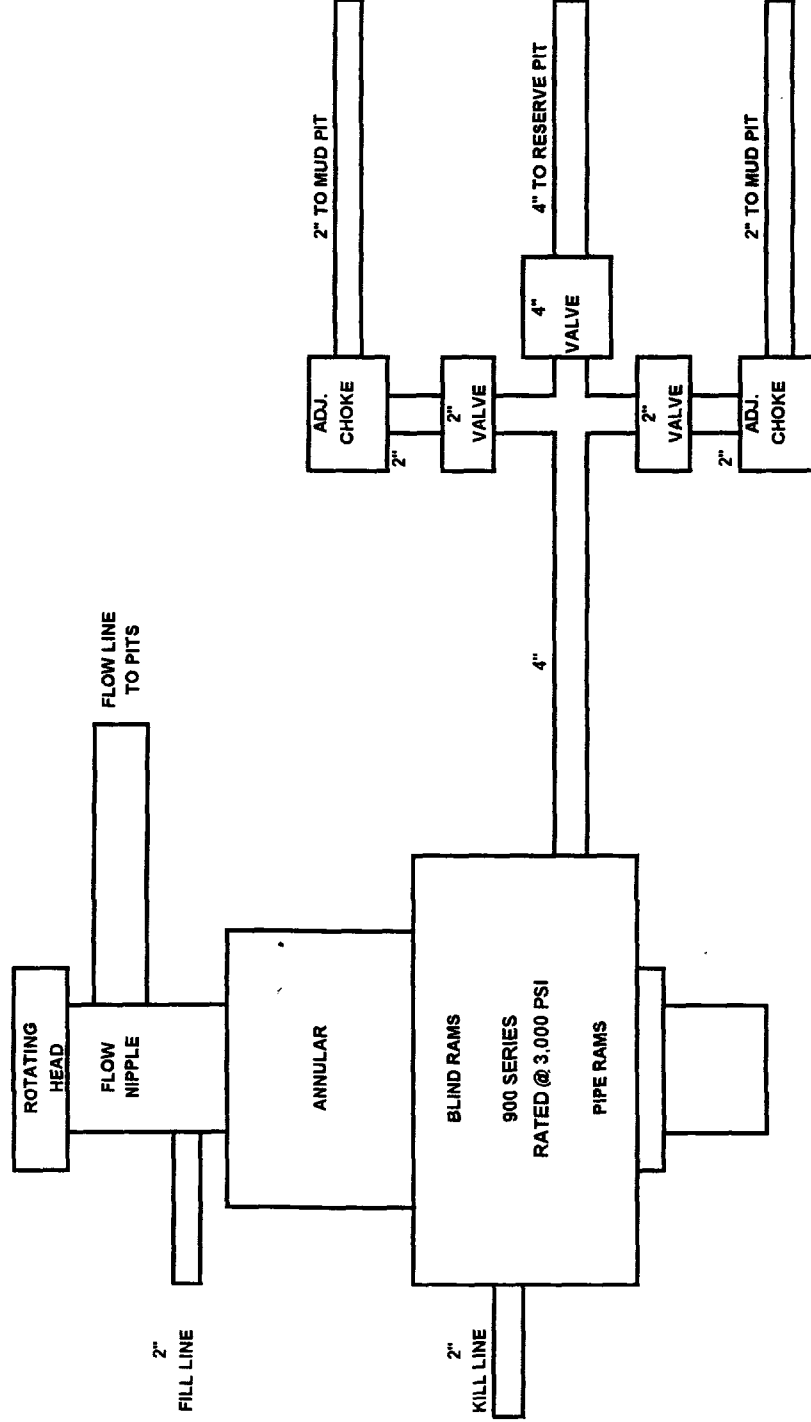 ROTATING
HEAD
FLOW
NIPPLE
FLOW LINE
TO PITS
2"
FILL LINE
ANNULAR
BLIND RAMS
900 SERIES
RATED @ 3,000 PSI
PIPE RAMS
2"
KILL LINE
4"
ADJ.
CHOKE
2" TO MUD PIT
2"
2"
VALVE
4"
VALVE
4" TO RESERVE PIT
2"
VALVE
2"
ADJ.
CHOKE
2" TO MUD PIT